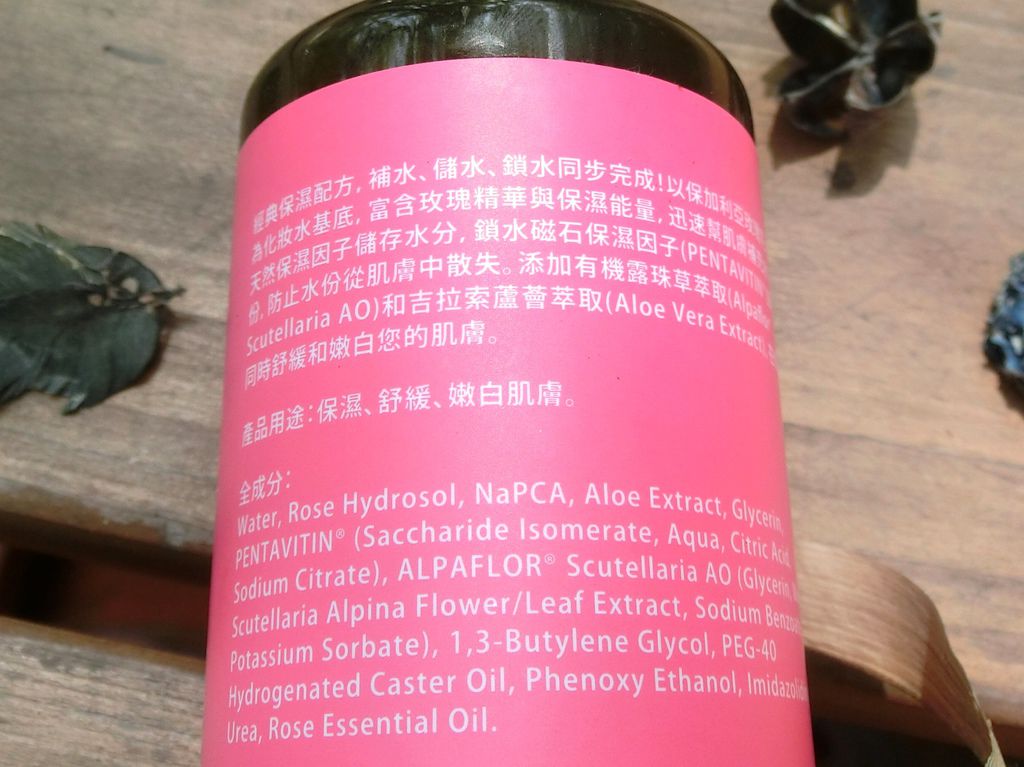 經典保濕配方, 補水、儲水、鎖水同步完成!以保加利亞玫
為化妝水基底, 富含玫瑰精華與保濕能量, 迅速幫肌膚補
天然保濕因子儲存水分, 鎖水磁石保濕因子(PENTAVITIN
份, 防止水份從肌膚中散失。添加有機露珠草萃取(Alpaflor
Scutellaria AO)和吉拉索蘆薈萃取(Aloe Vera Extract),
同時舒緩和嫩白您的肌膚。
產品用途:保濕、舒緩、嫩白肌膚。
全成分:
Water, Rose Hydrosol, NaPCA, Aloe Extract, Glycerin,
PENTAVITIN® (Saccharide Isomerate, Aqua, Citric Acid,
Sodium Citrate), ALPAFLOR® Scutellaria AO (Glycerin,
Scutellaria Alpina Flower/Leaf Extract, Sodium
Potassium Sorbate), 1,3-Butylene Glycol, PEG-40
Hydrogenated Caster Oil, Phenoxy Ethanol,
Urea, Rose Essential Oil.